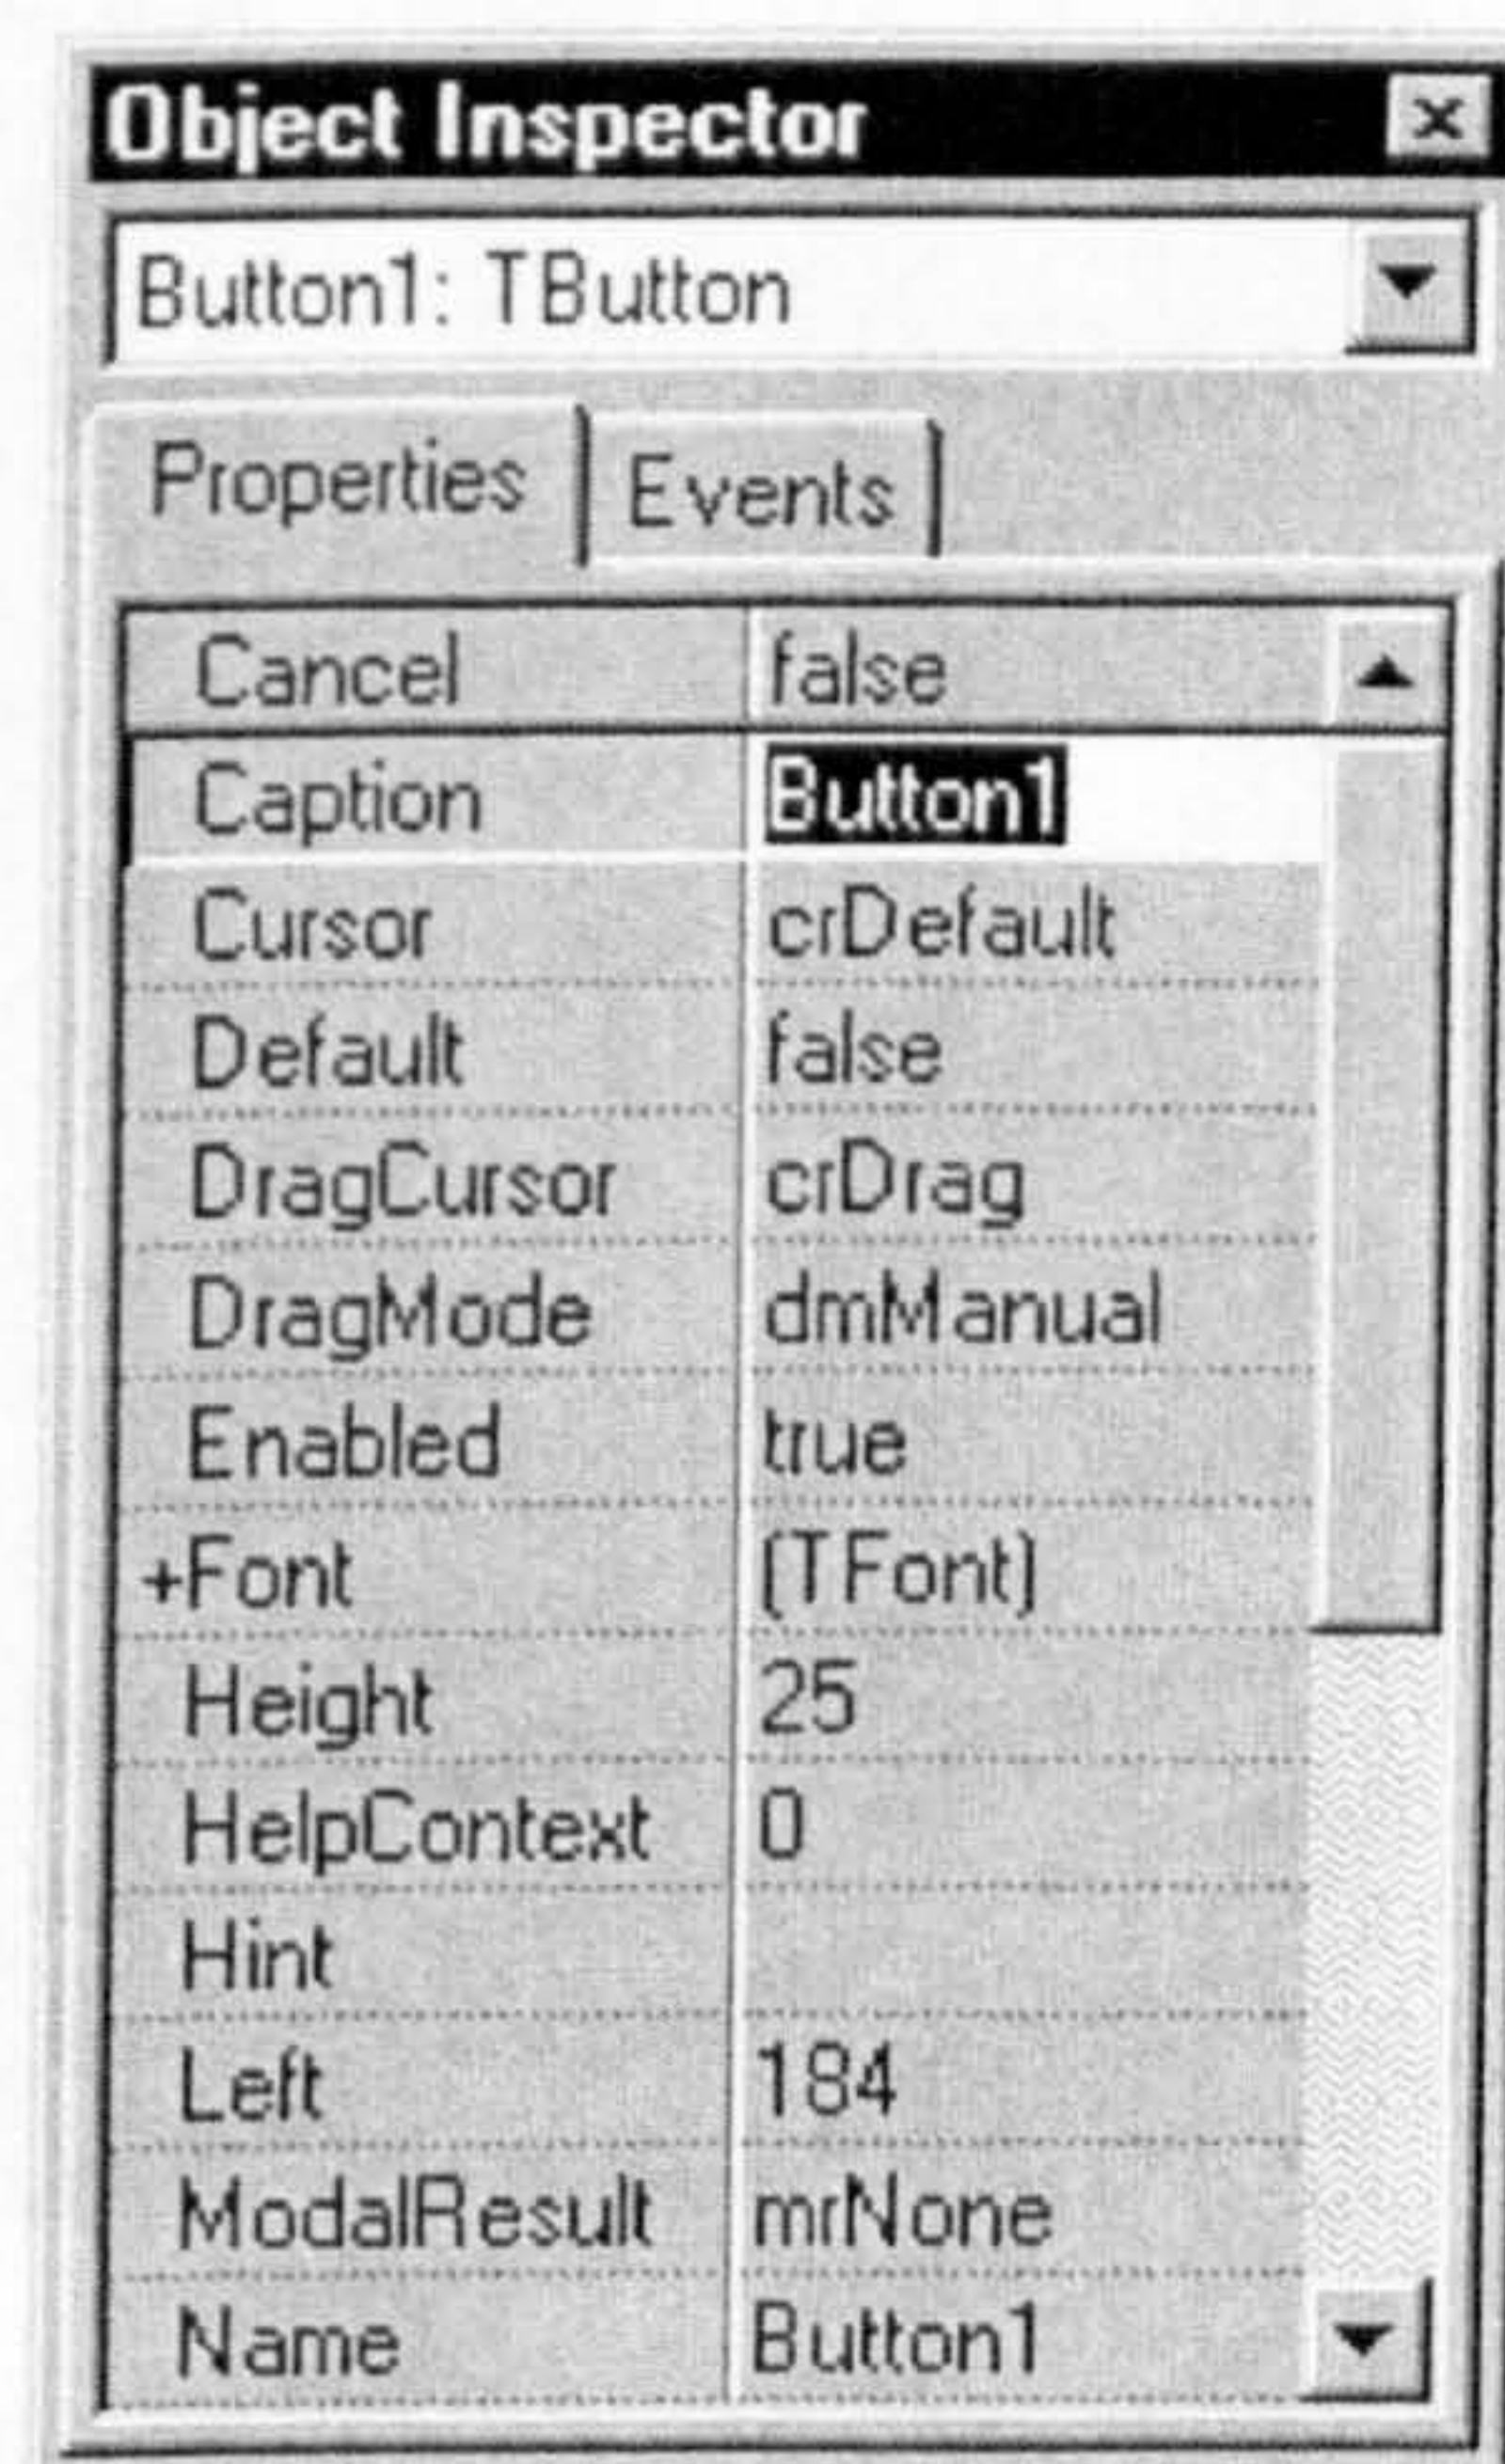 Object Inspector
Button1: TButton
Properties Events
Cancel false
Caption Button1
Cursor crDefault
Default false
DragCursor crDrag
DragMode dmManual
Enabled true
+Font (TFont)
Height 25
HelpContext 0
Hint
Left 184
ModalResult mrNone
Name Button1